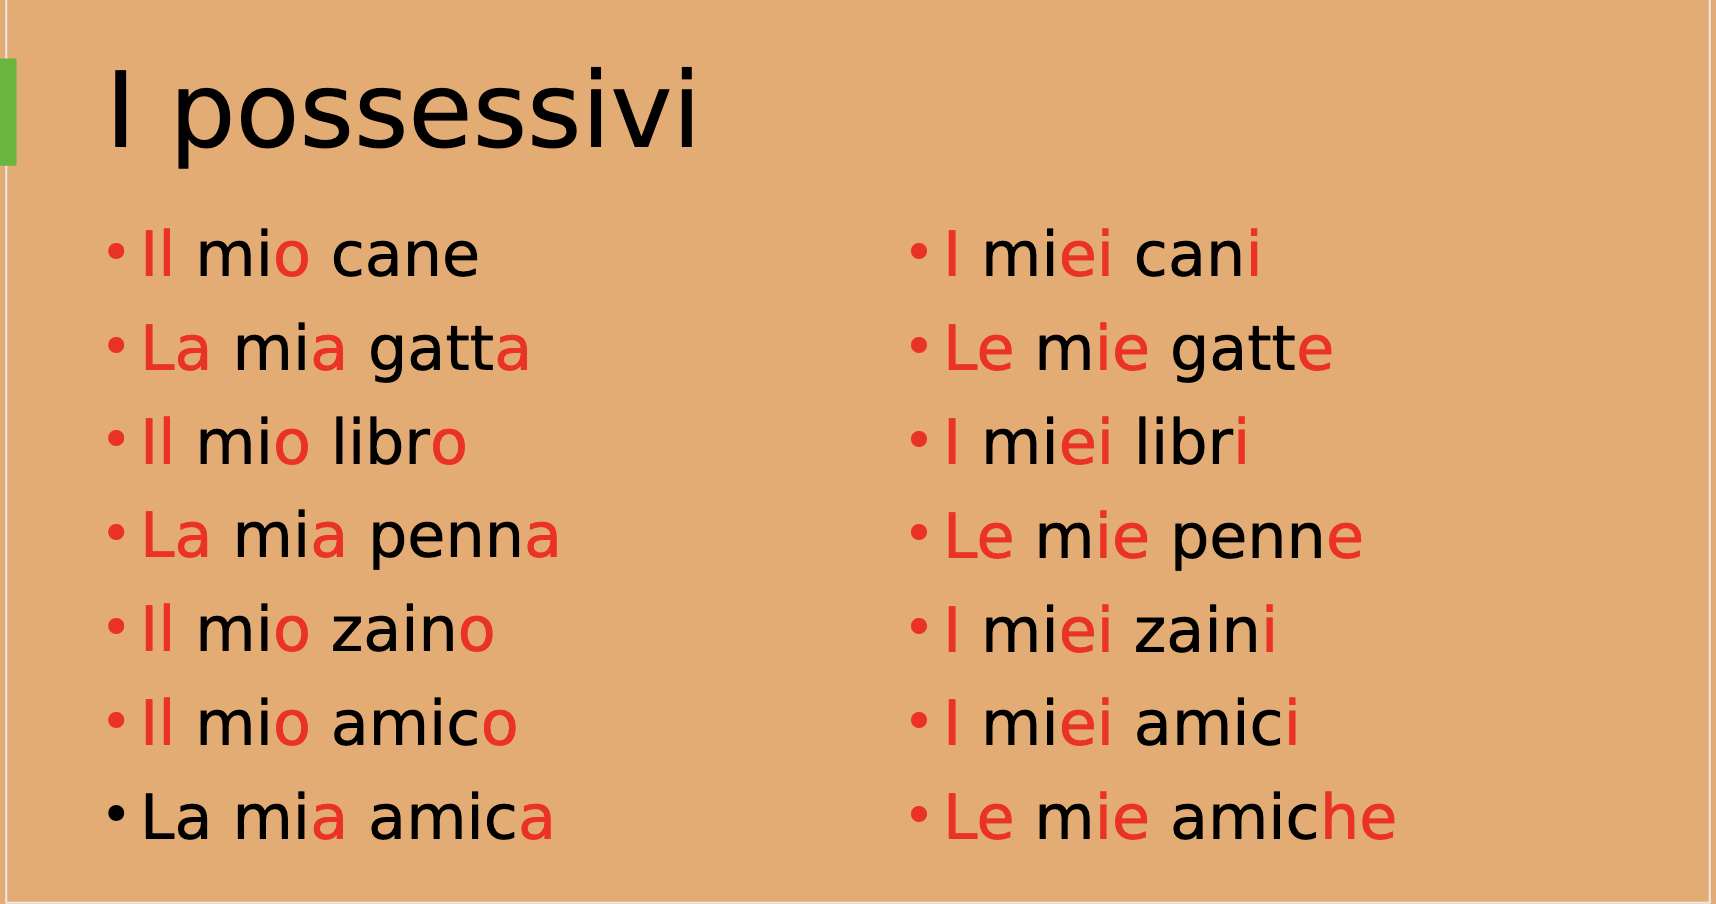 I possessivi
• Il mio cane
• La mia gatta
• Il mio libro
• La mia penna
• Il mio zaino
• Il mio amico
• La mia amica
• I miei cani
• Le mie gatte
• I miei libri
• Le mie penne
• I miei zaini
• I miei amici
• Le mie amiche